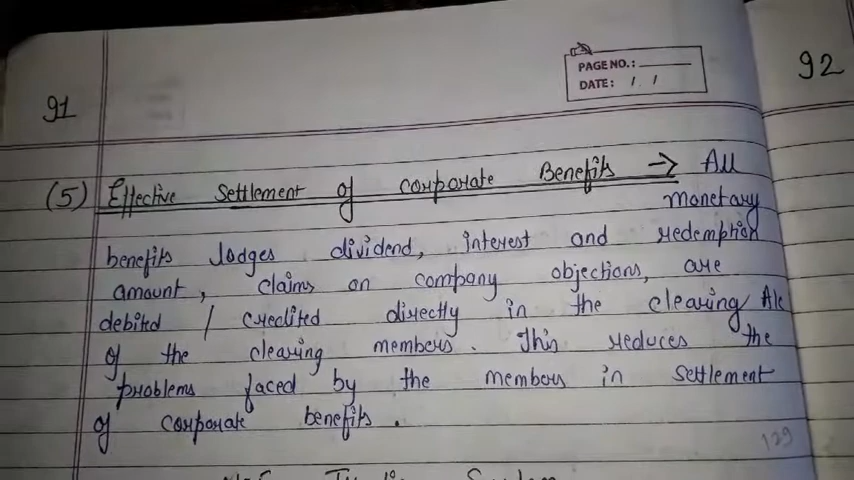 91
PAGE NO.:
DATE: / /
92
(5) Effective Settlement of corporate Benefits → All
monetary
benefits lodges dividend, interest and redemption
amount, claims on company objections, are
debited / credited directly in the clearing A/c
of the clearing members. This reduces the
problems faced by the members in settlement
of corporate benefits.
129